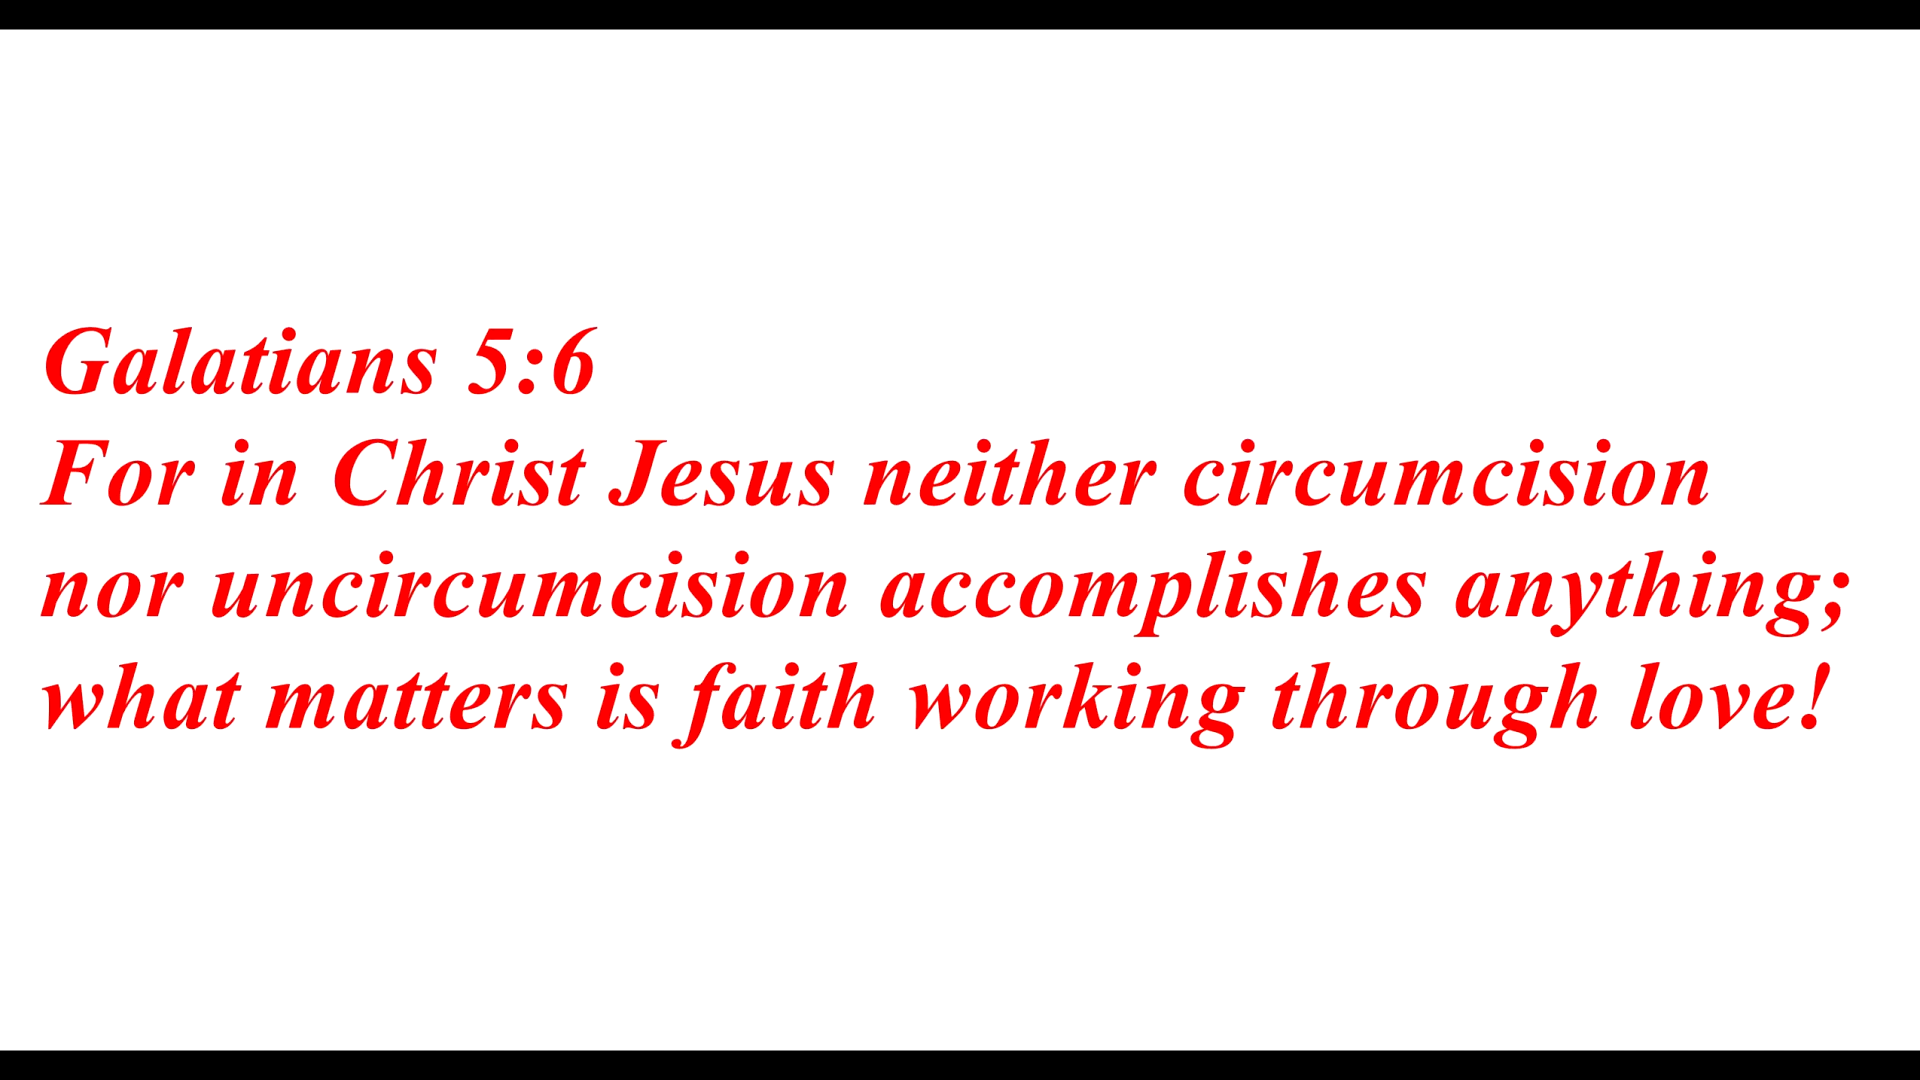 Galatians 5:6
For in Christ Jesus neither circumcision
nor uncircumcision accomplishes anything;
what matters is faith working through love!